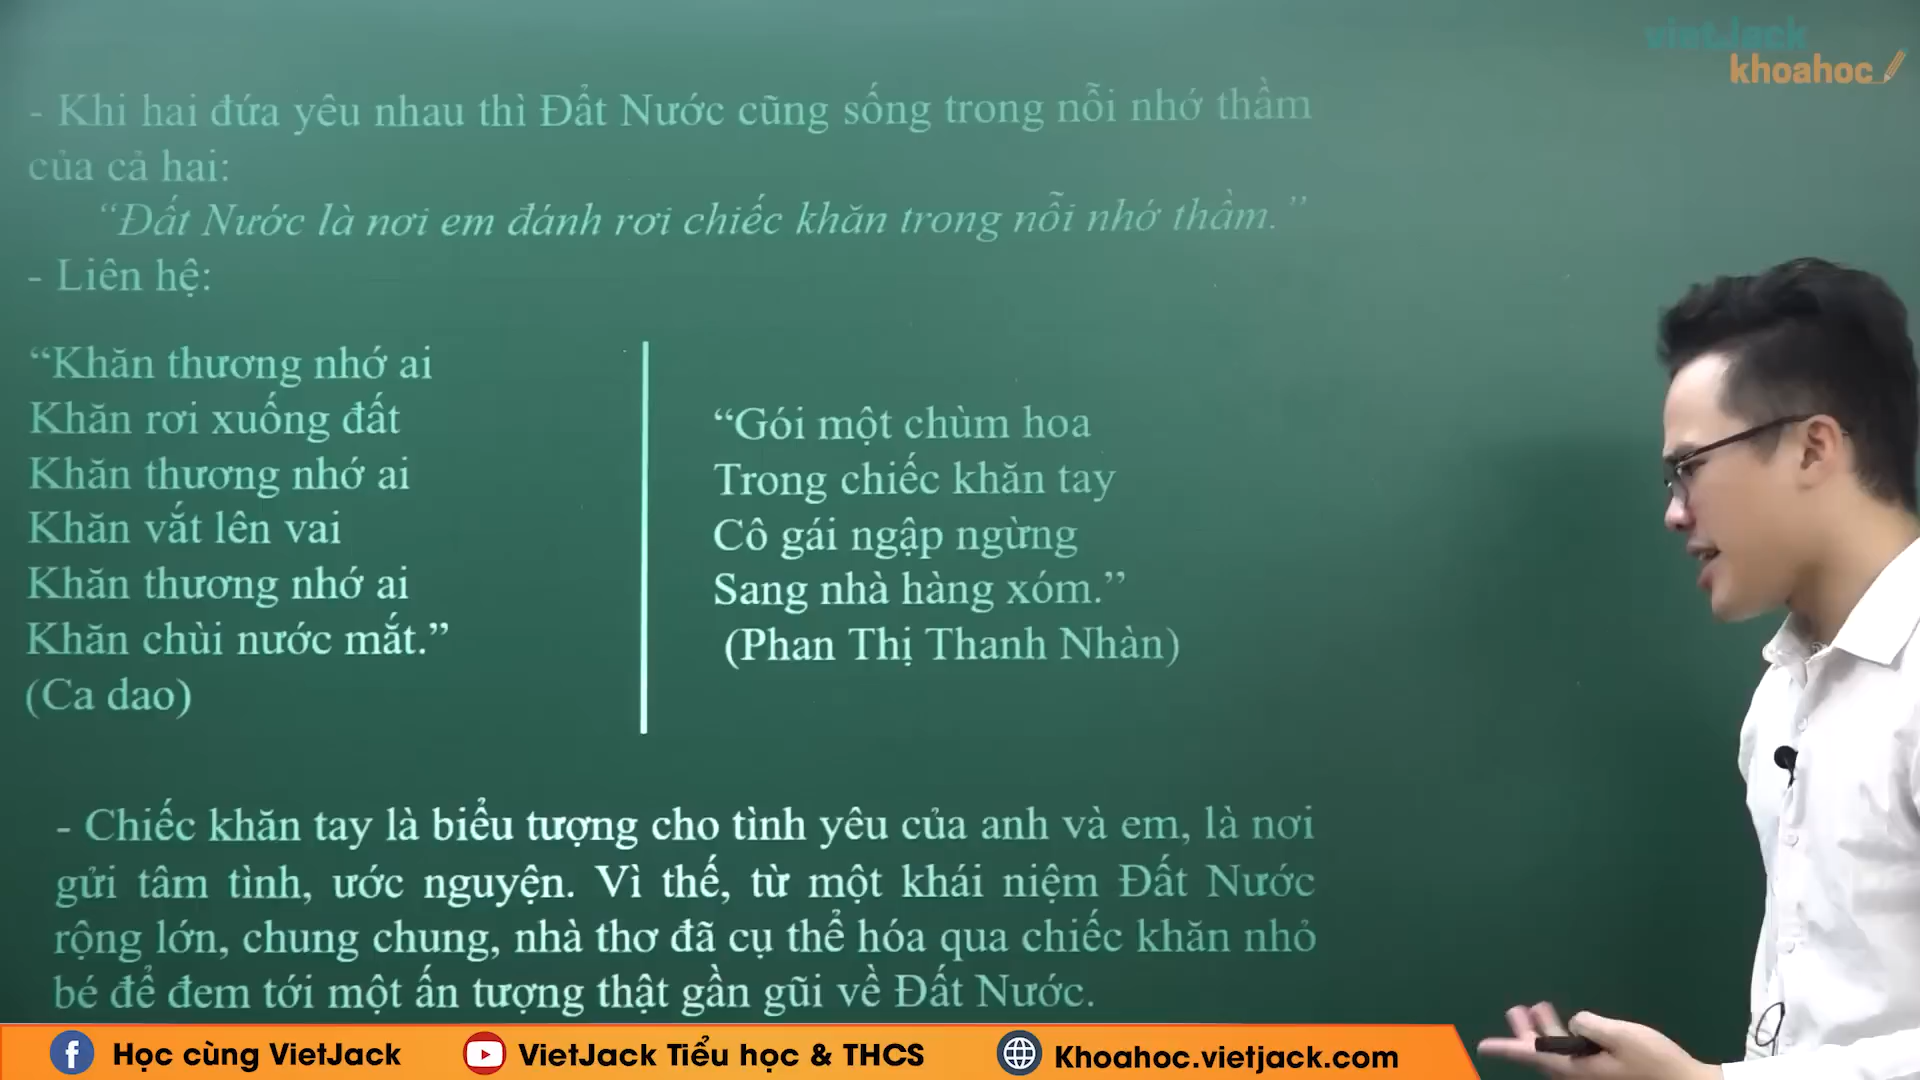 vietJack
khoahoc
- Khi hai đứa yêu nhau thì Đất Nước cũng sống trong nỗi nhớ thầm
của cả hai:
“Đất Nước là nơi em đánh rơi chiếc khăn trong nỗi nhớ thầm.”
- Liên hệ:
“Khăn thương nhớ ai
Khăn rơi xuống đất
Khăn thương nhớ ai
Khăn vắt lên vai
Khăn thương nhớ ai
Khăn chùi nước mắt.”
(Ca dao)
“Gói một chùm hoa
Trong chiếc khăn tay
Cô gái ngập ngừng
Sang nhà hàng xóm.”
(Phan Thị Thanh Nhàn)
- Chiếc khăn tay là biểu tượng cho tình yêu của anh và em, là nơi
gửi tâm tình, ước nguyện. Vì thế, từ một khái niệm Đất Nước
rộng lớn, chung chung, nhà thơ đã cụ thể hóa qua chiếc khăn nhỏ
bé để đem tới một ấn tượng thật gần gũi về Đất Nước.
Học cùng VietJack
VietJack Tiểu học & THCS
Khoahoc.vietjack.com